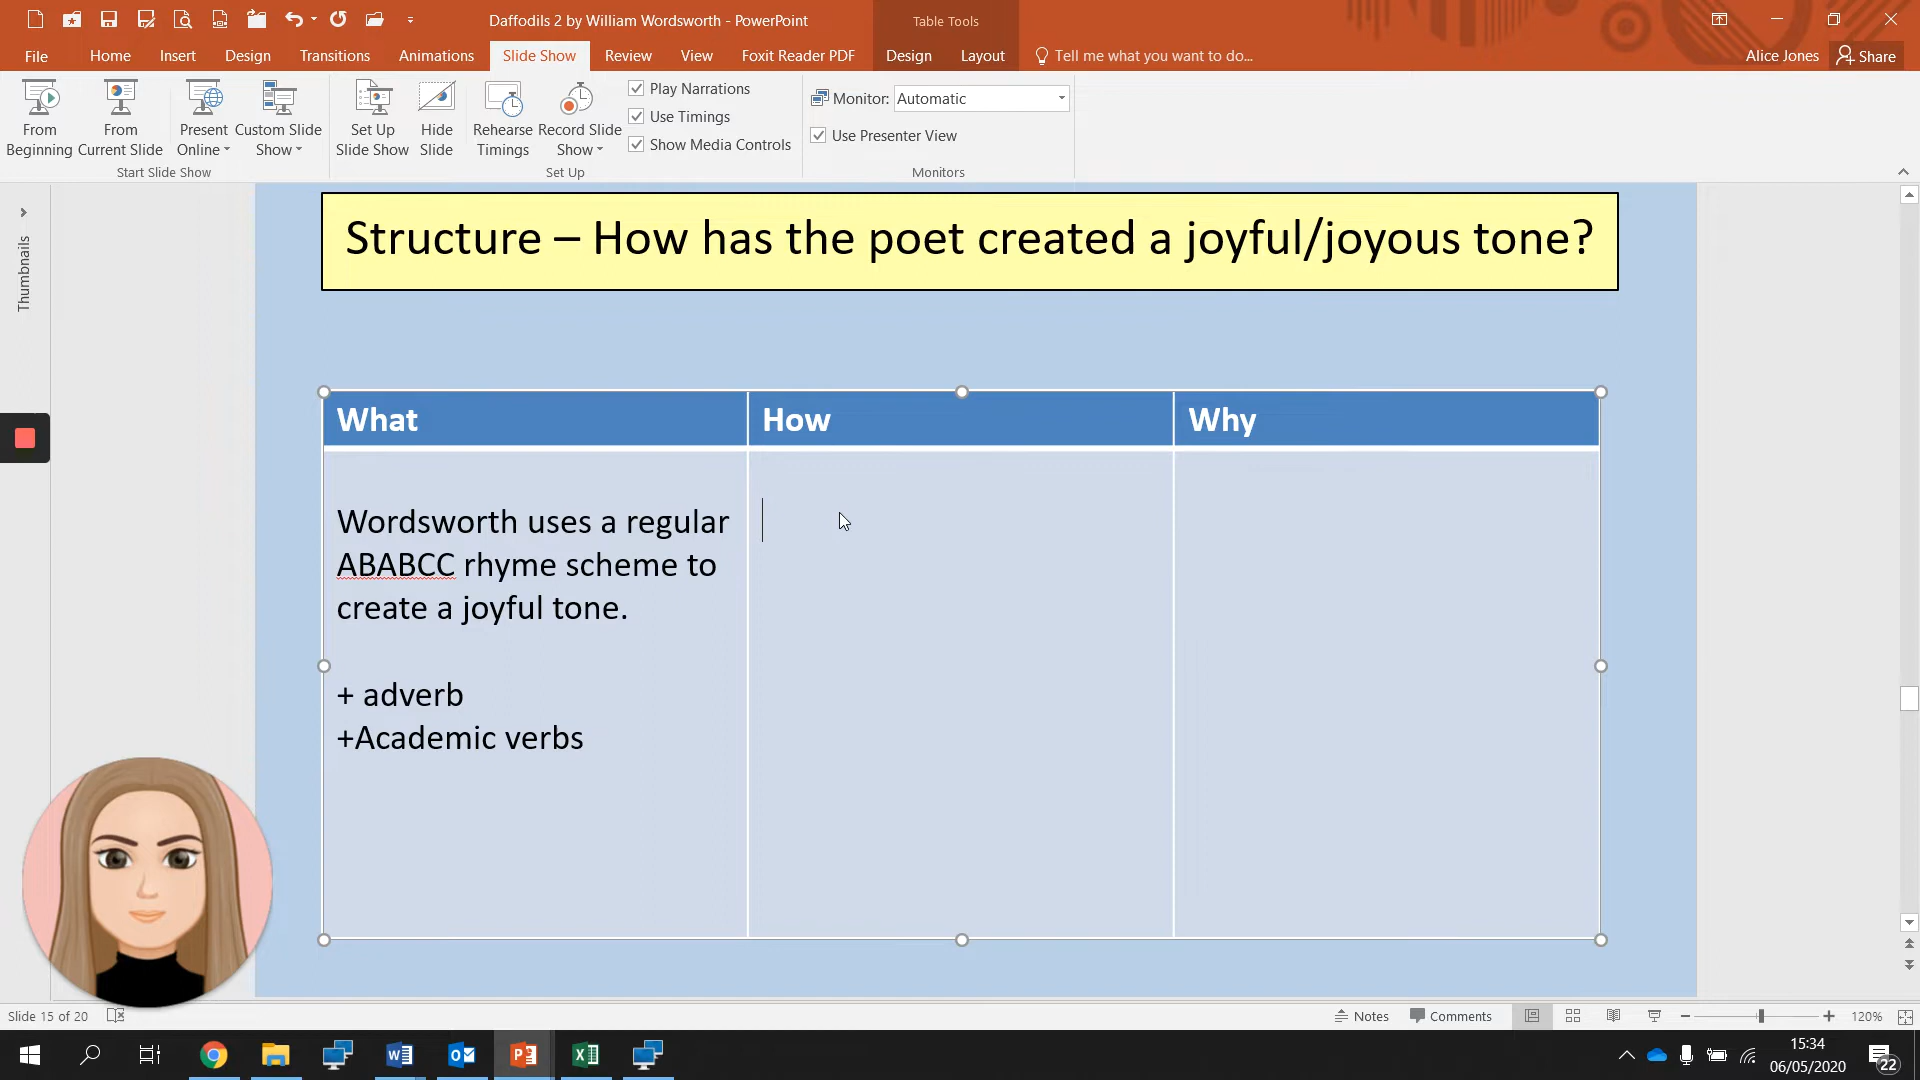 Daffodils 2 by William Wordsworth - PowerPoint
Table Tools
File
Home
Insert
Design
Transitions
Animations
Slide Show
Review
View
Foxit Reader PDF
Design
Layout
Tell me what you want to do...
Alice Jones
Share
From
Beginning
From
Current Slide
Present
Online
Custom Slide
Show
Start Slide Show
Set Up
Slide Show
Hide
Slide
Rehearse
Timings
Record Slide
Show
Play Narrations
Use Timings
Show Media Controls
Set Up
Monitor:
Automatic
Use Presenter View
Monitors
Thumbnails
Structure – How has the poet created a joyful/joyous tone?
What
How
Why
Wordsworth uses a regular
ABABCC rhyme scheme to
create a joyful tone.
+ adverb
+Academic verbs
Slide 15 of 20
Notes
Comments
120%
15:34
06/05/2020
22